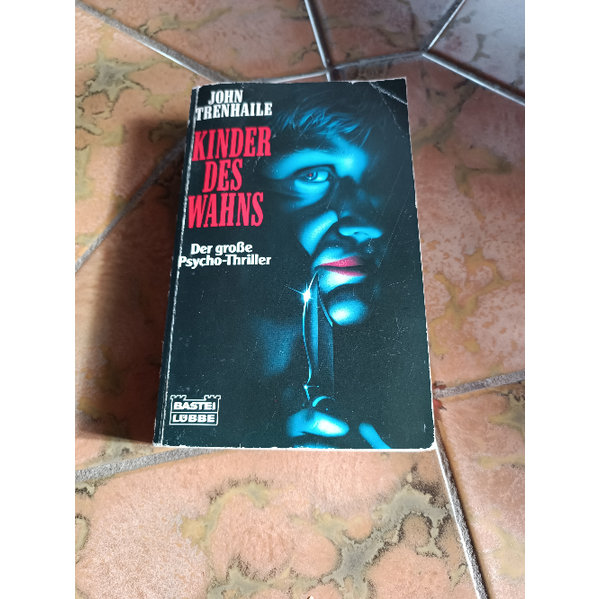 JOHN
TRENHAILE
KINDER
DES
WAHNS
Der große
Psycho-Thriller
BASTEI
LÜBBE